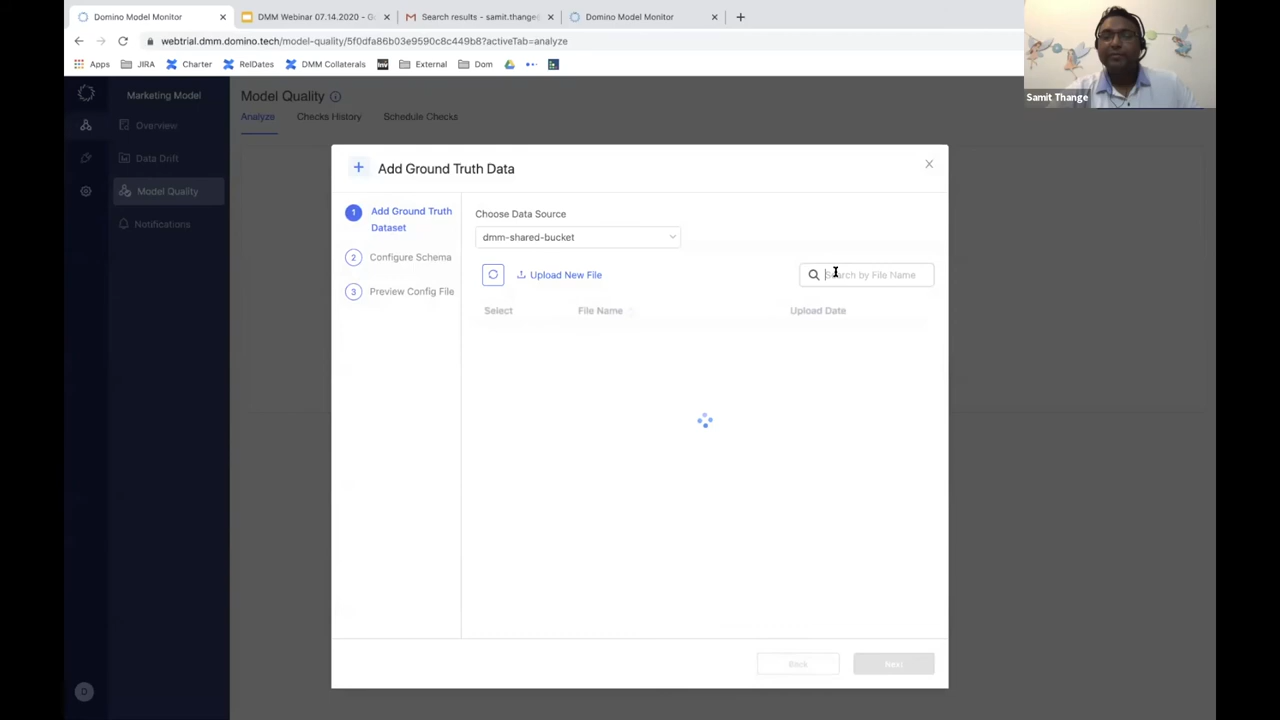 Domino Model Monitor
DMM Webinar 07.14.2020 - G
Search results - samit.thange
Domino Model Monitor
webtrial.dmm.domino.tech/model-quality/5f0dfa86b03e9590c8c449b8?activeTab=analyze
Apps
JIRA
Charter
RelDates
DMM Collaterals
inv
External
Dom
Samit Thange
Marketing Model
Overview
Data Drift
Model Quality
Notifications
D
Model Quality
Analyze
Checks History
Schedule Checks
Add Ground Truth Data
1
Add Ground Truth
Dataset
2
Configure Schema
3
Preview Config File
Choose Data Source
dmm-shared-bucket
Upload New File
Search by File Name
Select
File Name
Upload Date
Back
Next